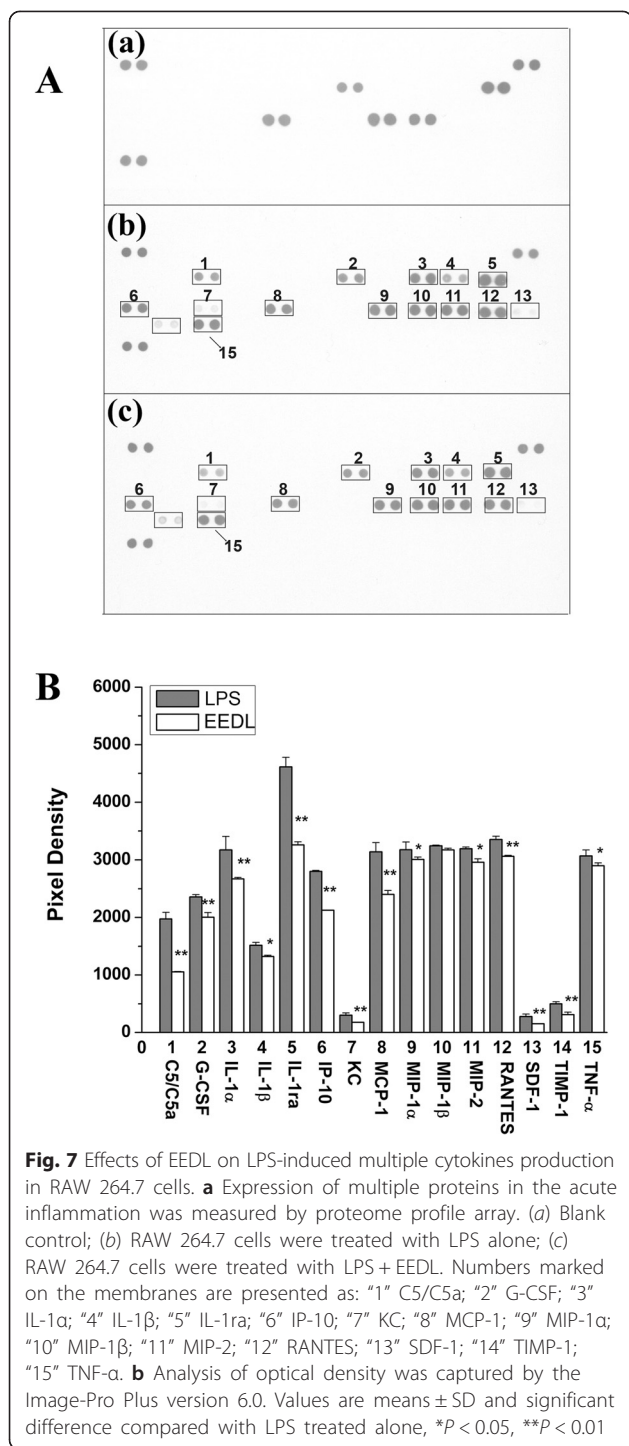 A
(a)
(b)
1 2 3 4 5
6 7 8 9 10 11 12 13
15
(c)
1 2 3 4 5
6 7 8 9 10 11 12 13
15
B
6000
5000
4000
3000
2000
1000
0
Pixel Density
LPS
EEDL
** ** ** * ** ** ** ** * * ** ** ** *
0 1 2 3 4 5 6 7 8 9 10 11 12 13 14 15
C5/C5a
G-CSF
IL-1α
IL-1β
IL-1ra
IP-10
KC
MCP-1
MIP-1α
MIP-1β
MIP-2
RANTES
SDF-1
TIMP-1
TNF-α
Fig. 7 Effects of EEDL on LPS-induced multiple cytokines production
in RAW 264.7 cells. a Expression of multiple proteins in the acute
inflammation was measured by proteome profile array. (a) Blank
control; (b) RAW 264.7 cells were treated with LPS alone; (c)
RAW 264.7 cells were treated with LPS + EEDL. Numbers marked
on the membranes are presented as: “1” C5/C5a; “2” G-CSF; “3”
IL-1α; “4” IL-1β; “5” IL-1ra; “6” IP-10; “7” KC; “8” MCP-1; “9” MIP-1α;
“10” MIP-1β; “11” MIP-2; “12” RANTES; “13” SDF-1; “14” TIMP-1;
“15” TNF-α. b Analysis of optical density was captured by the
Image-Pro Plus version 6.0. Values are means ± SD and significant
difference compared with LPS treated alone, *P < 0.05, **P < 0.01